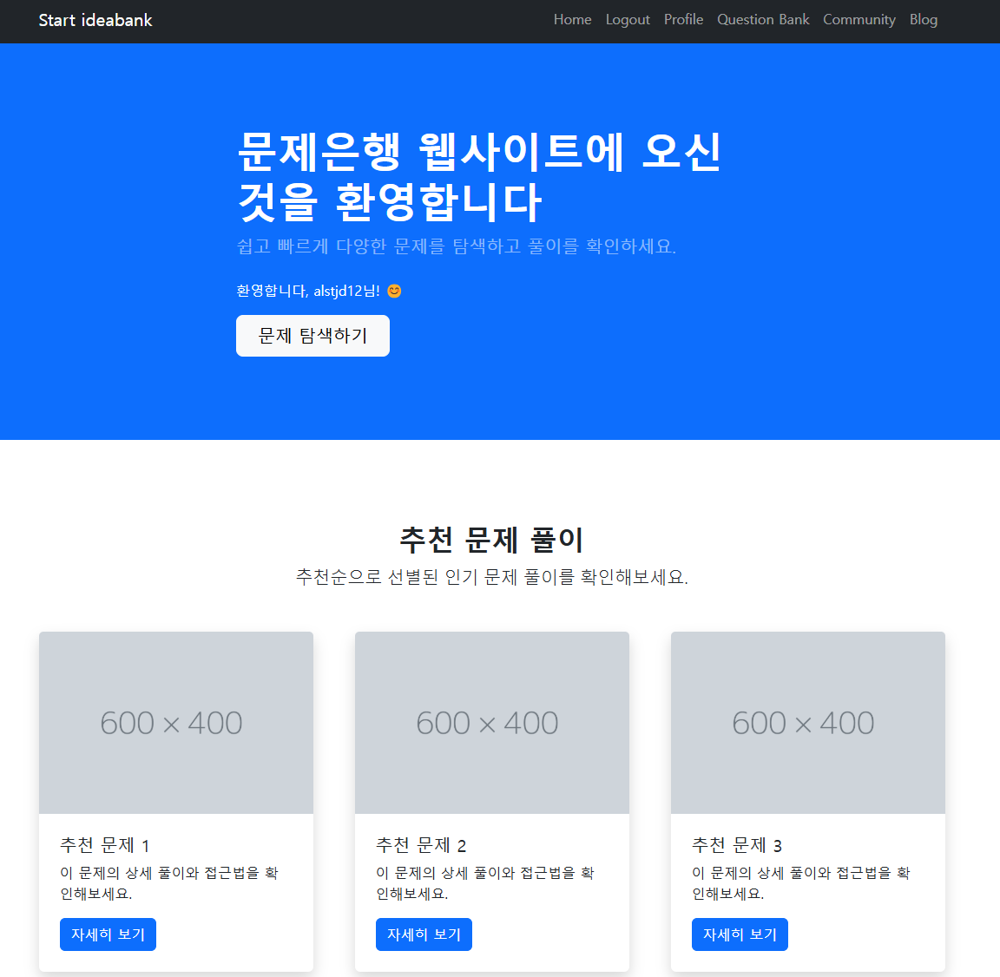 Start ideabank
Home Logout Profile Question Bank Community Blog
문제은행 웹사이트에 오신
것을 환영합니다
쉽고 빠르게 다양한 문제를 탐색하고 풀이를 확인하세요.
환영합니다, alstjd12님! 😊
문제 탐색하기
추천 문제 풀이
추천순으로 선별된 인기 문제 풀이를 확인해보세요.
600 × 400
추천 문제 1
이 문제의 상세 풀이와 접근법을 확
인해보세요.
자세히 보기
600 × 400
추천 문제 2
이 문제의 상세 풀이와 접근법을 확
인해보세요.
자세히 보기
600 × 400
추천 문제 3
이 문제의 상세 풀이와 접근법을 확
인해보세요.
자세히 보기